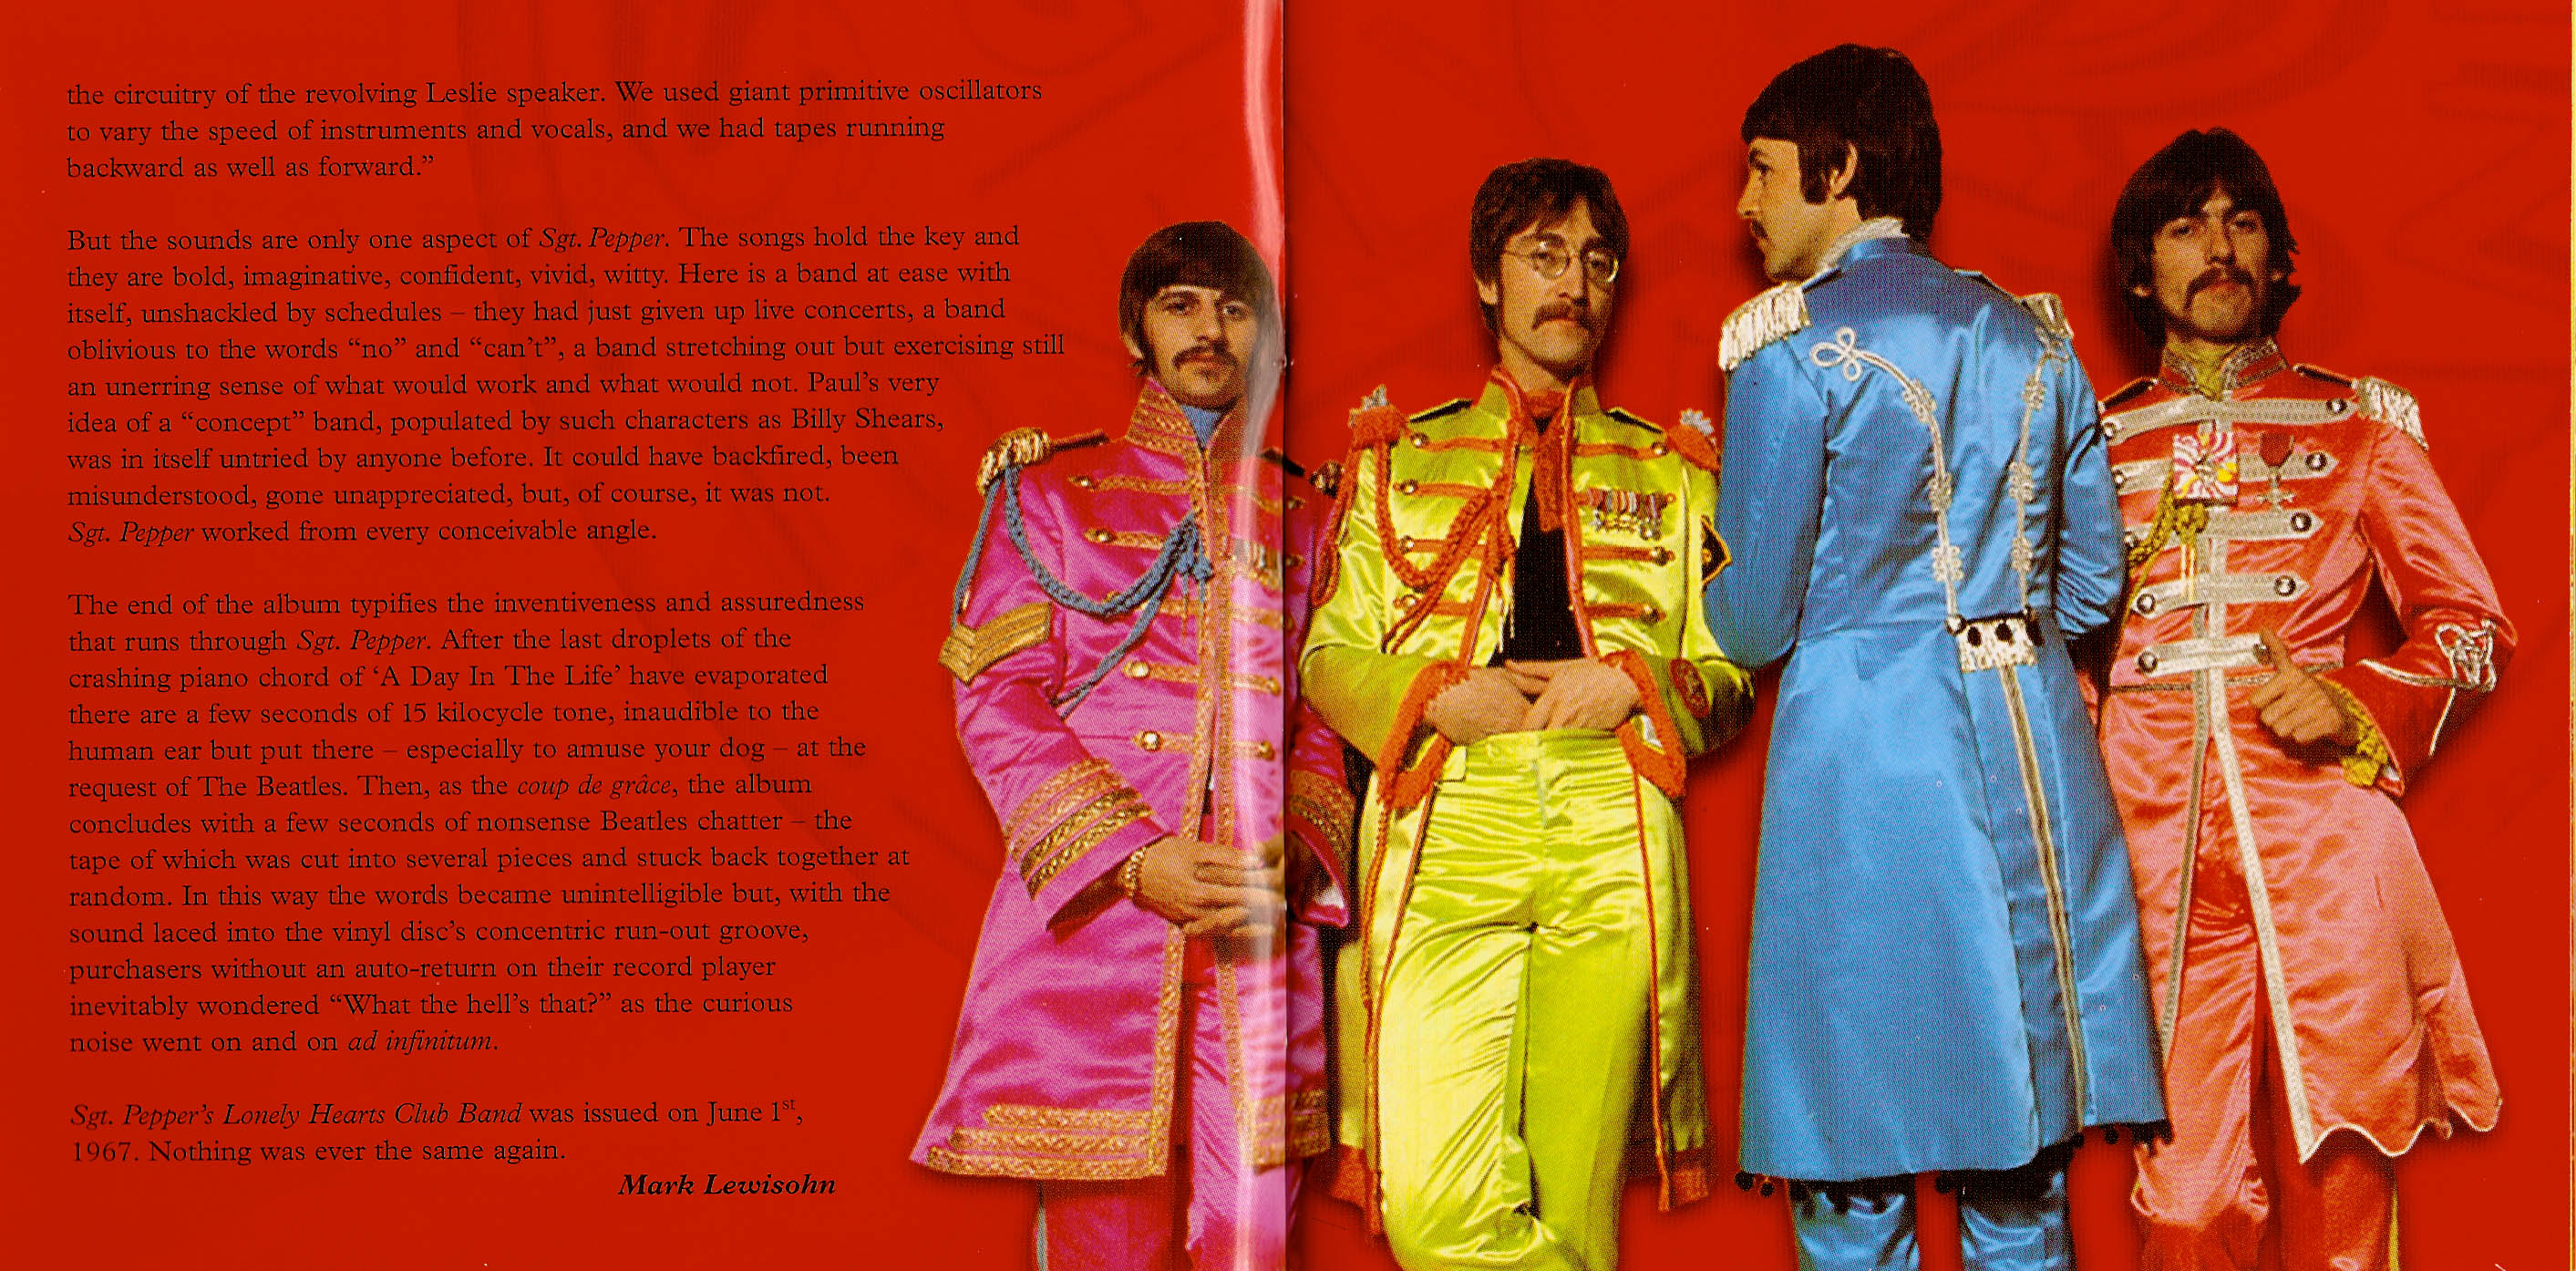 the circuitry of the revolving Leslie speaker. We used giant primitive oscillators
to vary the speed of instruments and vocals, and we had tapes running
backward as well as forward.”
But the sounds are only one aspect of Sgt. Pepper. The songs hold the key and
they are bold, imaginative, confident, vivid, witty. Here is a band at ease with
itself, unshackled by schedules – they had just given up live concerts, a band
oblivious to the words “no” and “can’t”, a band stretching out but exercising still
an unerring sense of what would work and what would not. Paul’s very
idea of a “concept” band, populated by such characters as Billy Shears,
was in itself untried by anyone before. It could have backfired, been
misunderstood, gone unappreciated, but, of course, it was not.
Sgt. Pepper worked from every conceivable angle.
The end of the album typifies the inventiveness and assuredness
that runs through Sgt. Pepper. After the last droplets of the
crashing piano chord of ‘A Day In The Life’ have evaporated
there are a few seconds of 15 kilocycle tone, inaudible to the
human ear but put there – especially to amuse your dog – at the
request of The Beatles. Then, as the coup de grâce, the album
concludes with a few seconds of nonsense Beatles chatter – the
tape of which was cut into several pieces and stuck back together at
random. In this way the words became unintelligible but, with the
sound laced into the vinyl disc’s concentric run-out groove,
purchasers without an auto-return on their record player
inevitably wondered “What the hell’s that?” as the curious
noise went on and on ad infinitum.
Sgt. Pepper’s Lonely Hearts Club Band was issued on June 1st,
1967. Nothing was ever the same again.
Mark Lewisohn